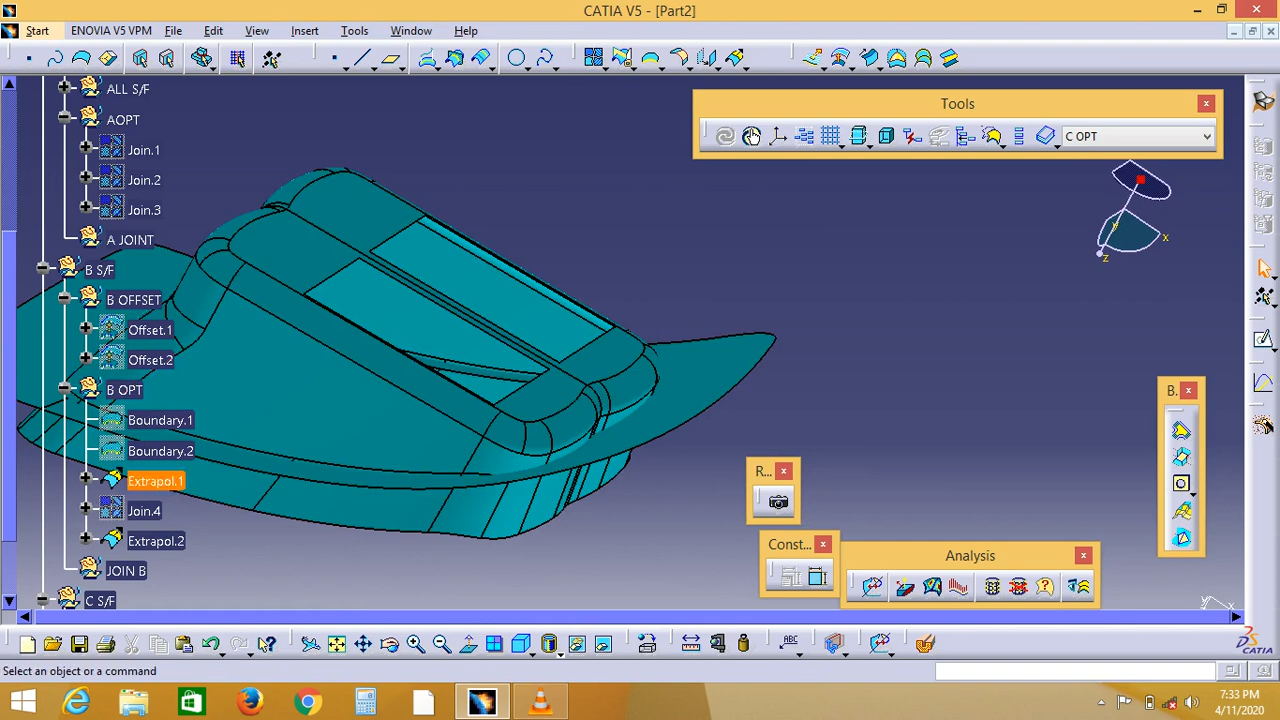 CATIA V5 - [Part2]
Start ENOVIA V5 VPM File Edit View Insert Tools Window Help
Tools
C OPT
ALL S/F
AOPT
Join.1
Join.2
Join.3
A JOINT
B S/F
B OFFSET
Offset.1
Offset.2
B OPT
Boundary.1
Boundary.2
Extrapol.1
Join.4
Extrapol.2
JOIN B
C S/F
y
x
z
B...
R...
Const...
Analysis
y x
ABC
CATIA
Select an object or a command
7:33 PM
4/11/2020